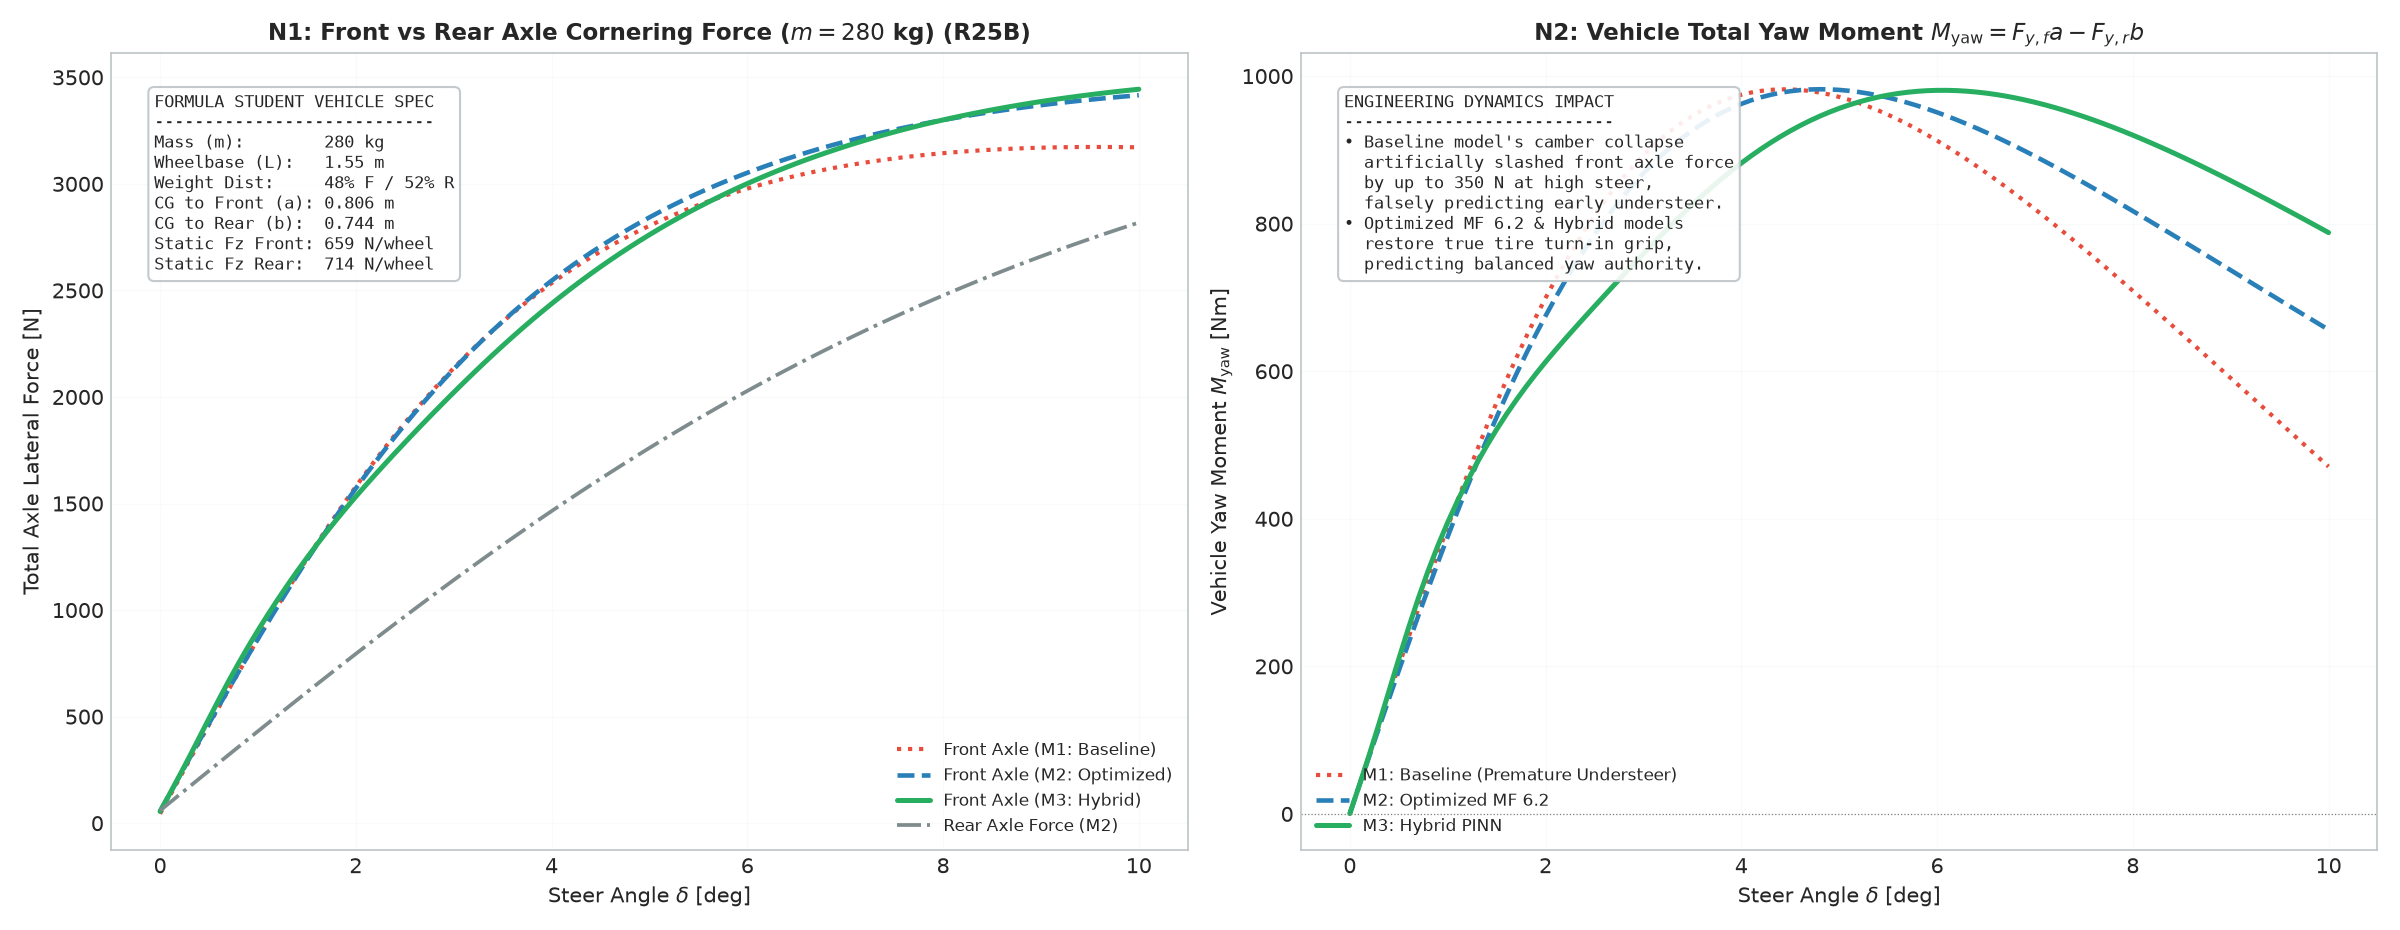 N1: Front vs Rear Axle Cornering Force (m = 280 kg) (R25B)
3500
3000
2500
2000
1500
1000
500
0
Total Axle Lateral Force [N]
FORMULA STUDENT VEHICLE SPEC
----------------------------
Mass (m): 280 kg
Wheelbase (L): 1.55 m
Weight Dist: 48% F / 52% R
CG to Front (a): 0.806 m
CG to Rear (b): 0.744 m
Static Fz Front: 659 N/wheel
Static Fz Rear: 714 N/wheel
Front Axle (M1: Baseline)
Front Axle (M2: Optimized)
Front Axle (M3: Hybrid)
Rear Axle Force (M2)
0 2 4 6 8 10
Steer Angle δ [deg]
N2: Vehicle Total Yaw Moment M_yaw = F_y,f a − F_y,r b
1000
800
600
400
200
0
Vehicle Yaw Moment M_yaw [Nm]
ENGINEERING DYNAMICS IMPACT
---------------------------
• Baseline model's camber collapse
artificially slashed front axle force
by up to 350 N at high steer,
falsely predicting early understeer.
• Optimized MF 6.2 & Hybrid models
restore true tire turn-in grip,
predicting balanced yaw authority.
M1: Baseline (Premature Understeer)
M2: Optimized MF 6.2
M3: Hybrid PINN
0 2 4 6 8 10
Steer Angle δ [deg]